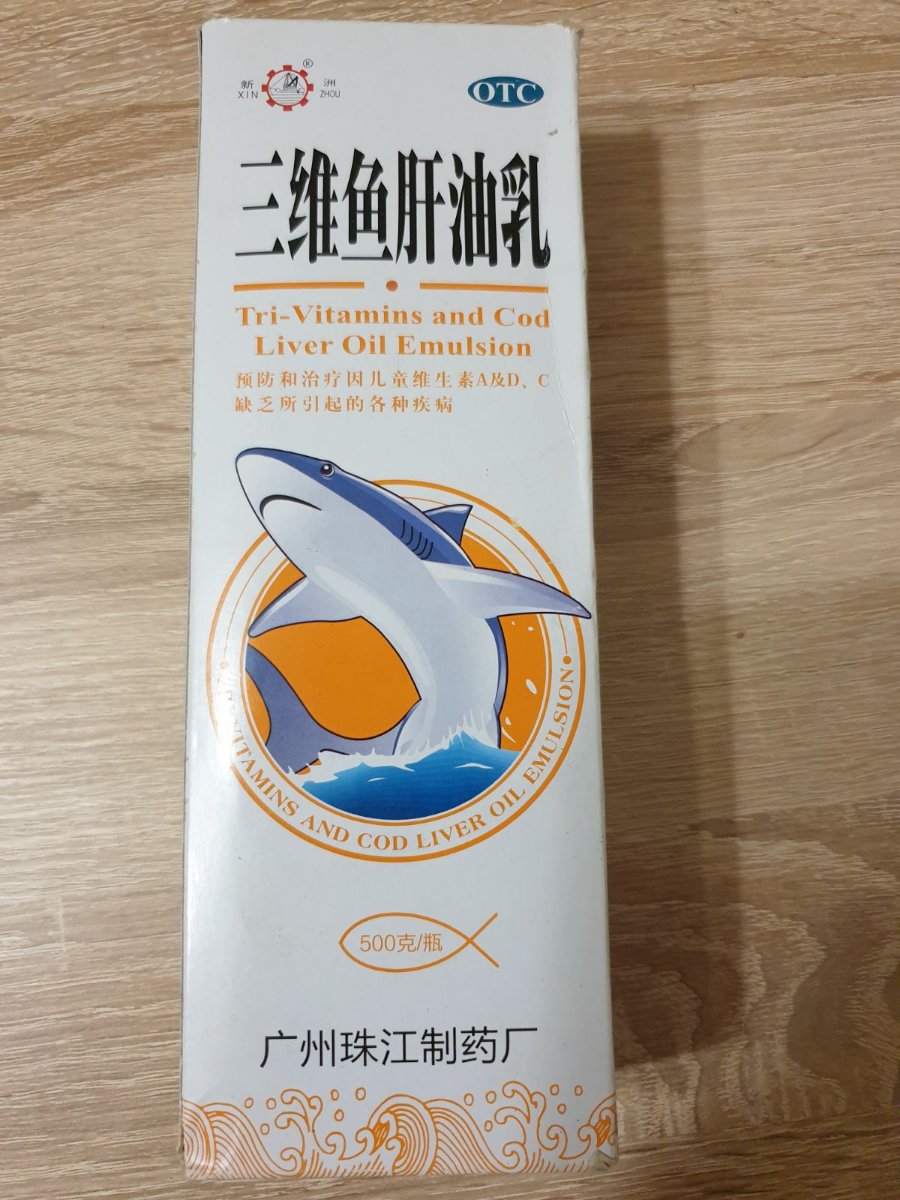 新洲
XIN ZHOU
®
OTC
三维鱼肝油乳
Tri-Vitamins and Cod
Liver Oil Emulsion
预防和治疗因儿童维生素A及D、C
缺乏所引起的各种疾病
VITAMINS AND COD LIVER OIL EMULSION
500克/瓶
广州珠江制药厂